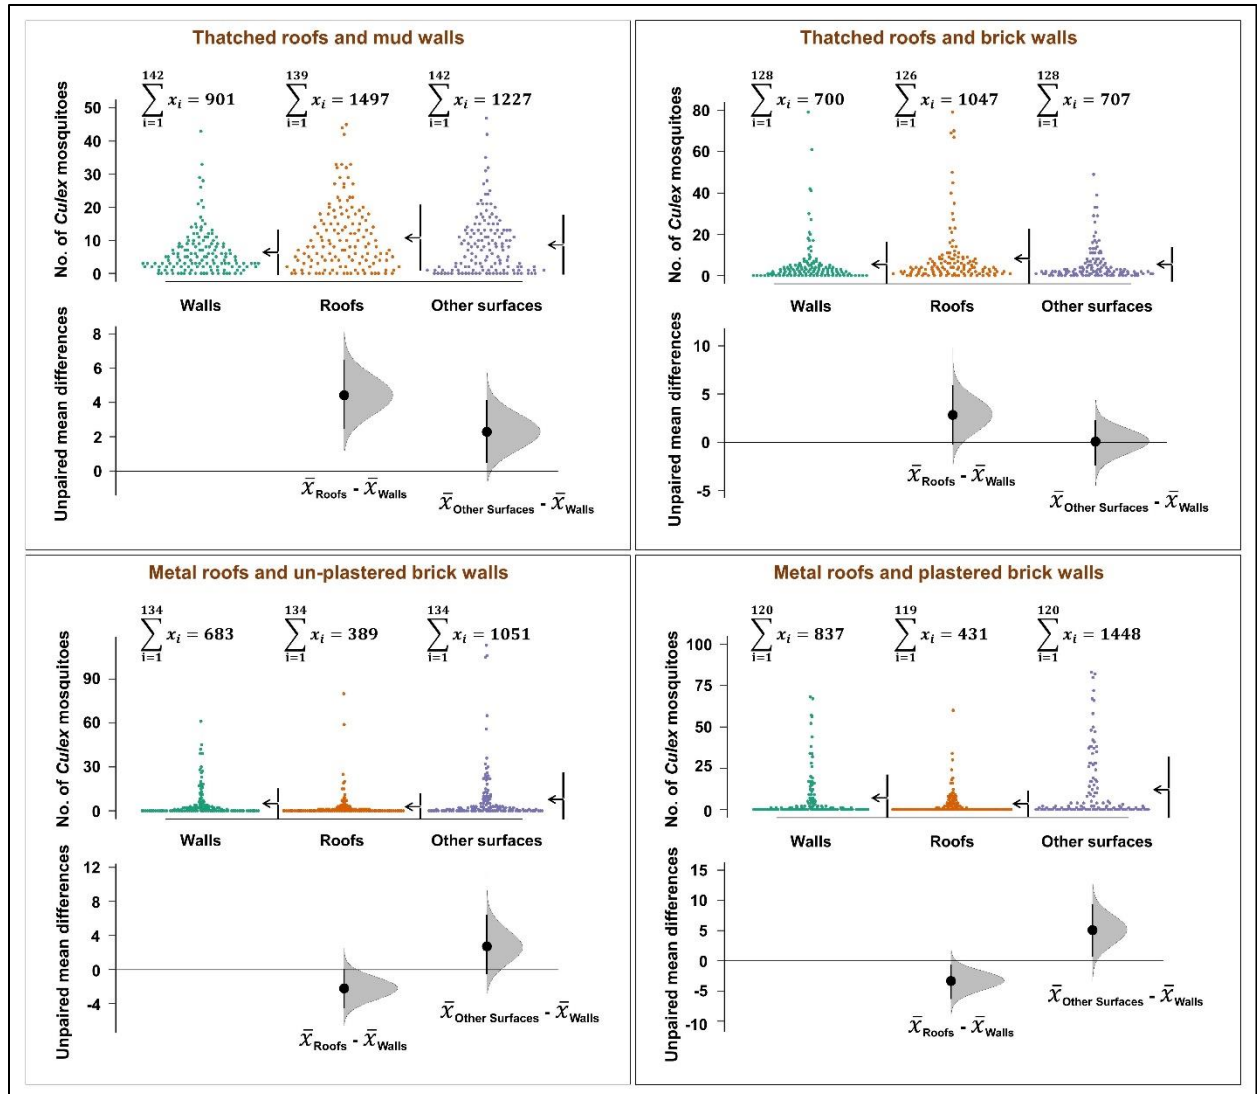 Thatched roofs and mud walls
No. of Culex mosquitoes
142
∑ xᵢ = 901
i=1
139
∑ xᵢ = 1497
i=1
142
∑ xᵢ = 1227
i=1
50
40
30
20
10
0
Walls
Roofs
Other surfaces
Unpaired mean differences
8
6
4
2
0
x̄ Roofs - x̄ Walls
x̄ Other Surfaces - x̄ Walls
Thatched roofs and brick walls
No. of Culex mosquitoes
128
∑ xᵢ = 700
i=1
126
∑ xᵢ = 1047
i=1
128
∑ xᵢ = 707
i=1
80
60
40
20
0
Walls
Roofs
Other surfaces
Unpaired mean differences
10
5
0
-5
x̄ Roofs - x̄ Walls
x̄ Other Surfaces - x̄ Walls
Metal roofs and un-plastered brick walls
No. of Culex mosquitoes
134
∑ xᵢ = 683
i=1
134
∑ xᵢ = 389
i=1
134
∑ xᵢ = 1051
i=1
90
60
30
0
Walls
Roofs
Other surfaces
Unpaired mean differences
12
8
4
0
-4
x̄ Roofs - x̄ Walls
x̄ Other Surfaces - x̄ Walls
Metal roofs and plastered brick walls
No. of Culex mosquitoes
120
∑ xᵢ = 837
i=1
119
∑ xᵢ = 431
i=1
120
∑ xᵢ = 1448
i=1
100
75
50
25
0
Walls
Roofs
Other surfaces
Unpaired mean differences
15
10
5
0
-5
-10
x̄ Roofs - x̄ Walls
x̄ Other Surfaces - x̄ Walls